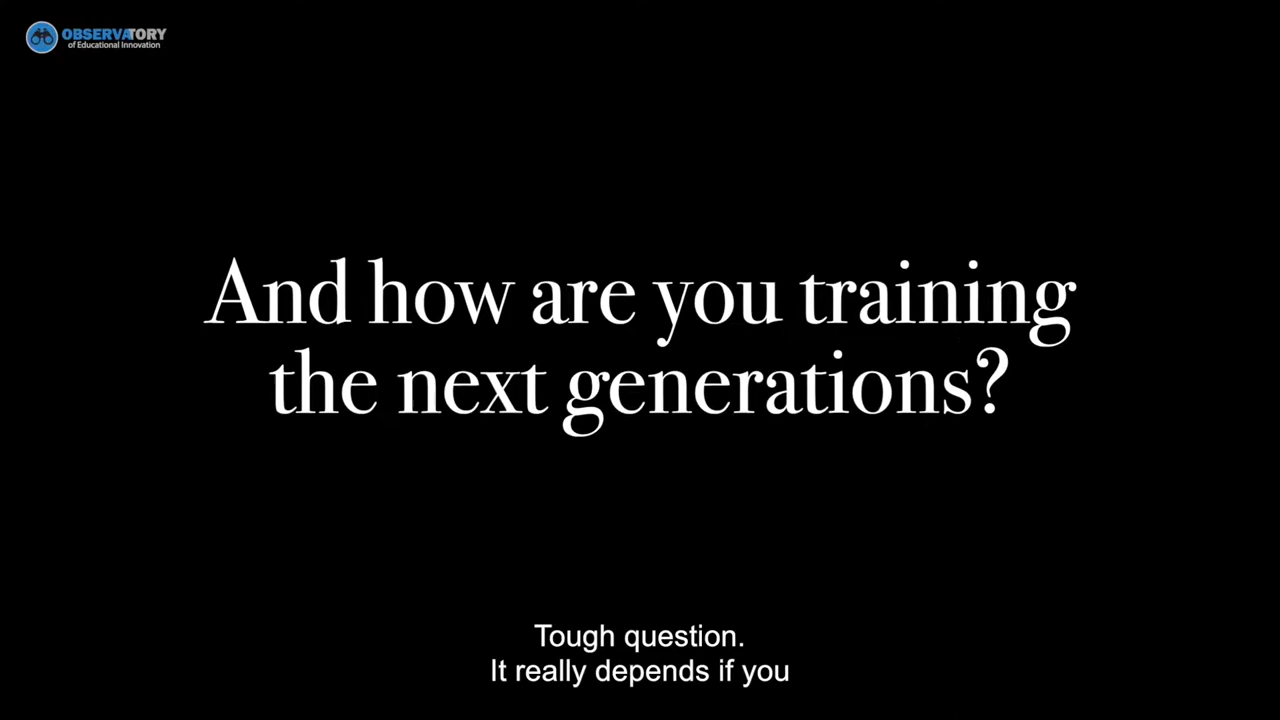 OBSERVATORY
of Educational Innovation
And how are you training
the next generations?
Tough question.
It really depends if you